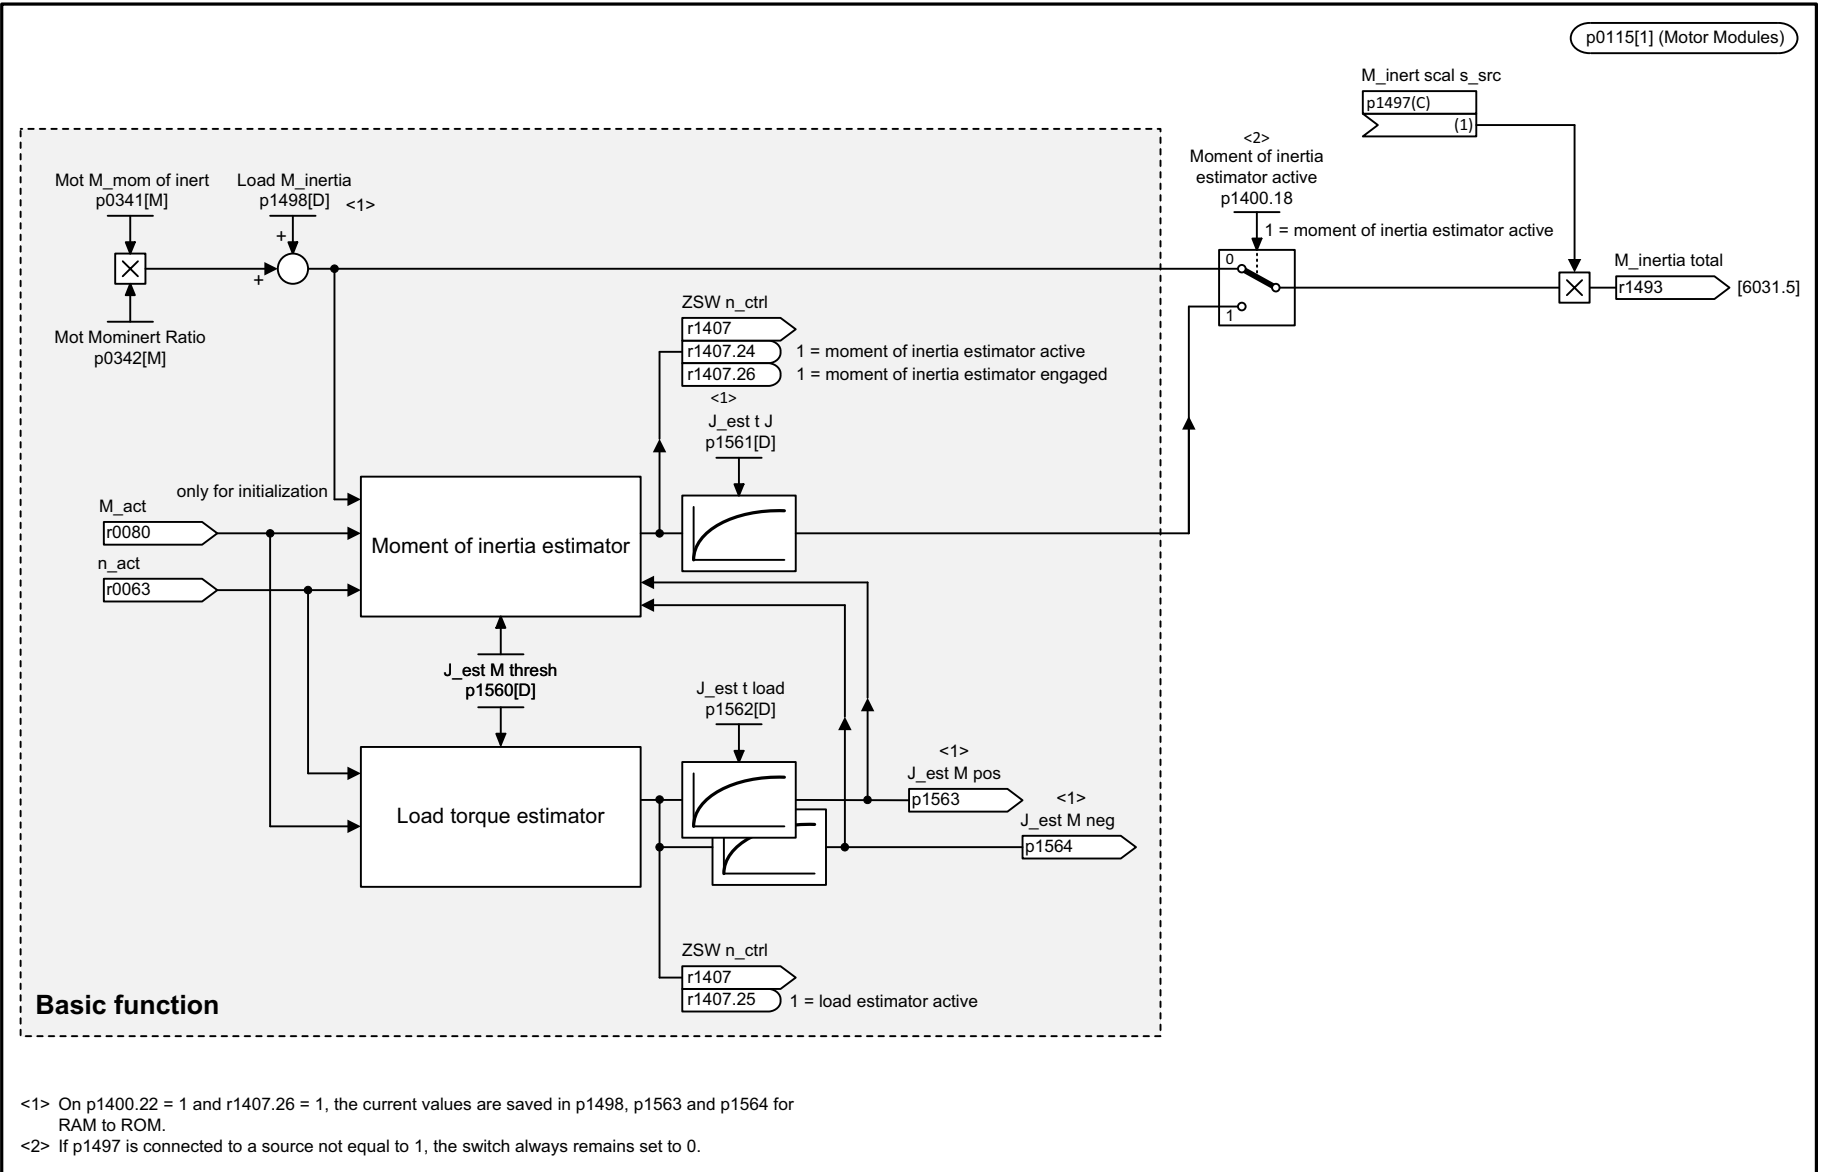 p0115[1] (Motor Modules)
M_inert scal s_src
p1497(C)
(1)
<2>
Moment of inertia
estimator active
p1400.18
1 = moment of inertia estimator active
0
1
M_inertia total
r1493
[6031.5]
Mot M_mom of inert
p0341[M]
Load M_inertia
p1498[D]
<1>
+
+
Mot Mominert Ratio
p0342[M]
ZSW n_ctrl
r1407
r1407.24
1 = moment of inertia estimator active
r1407.26
1 = moment of inertia estimator engaged
<1>
J_est t J
p1561[D]
only for initialization
M_act
r0080
n_act
r0063
Moment of inertia estimator
J_est M thresh
p1560[D]
J_est t load
p1562[D]
Load torque estimator
<1>
J_est M pos
p1563
<1>
J_est M neg
p1564
ZSW n_ctrl
r1407
r1407.25
1 = load estimator active
Basic function
<1> On p1400.22 = 1 and r1407.26 = 1, the current values are saved in p1498, p1563 and p1564 for
RAM to ROM.
<2> If p1497 is connected to a source not equal to 1, the switch always remains set to 0.